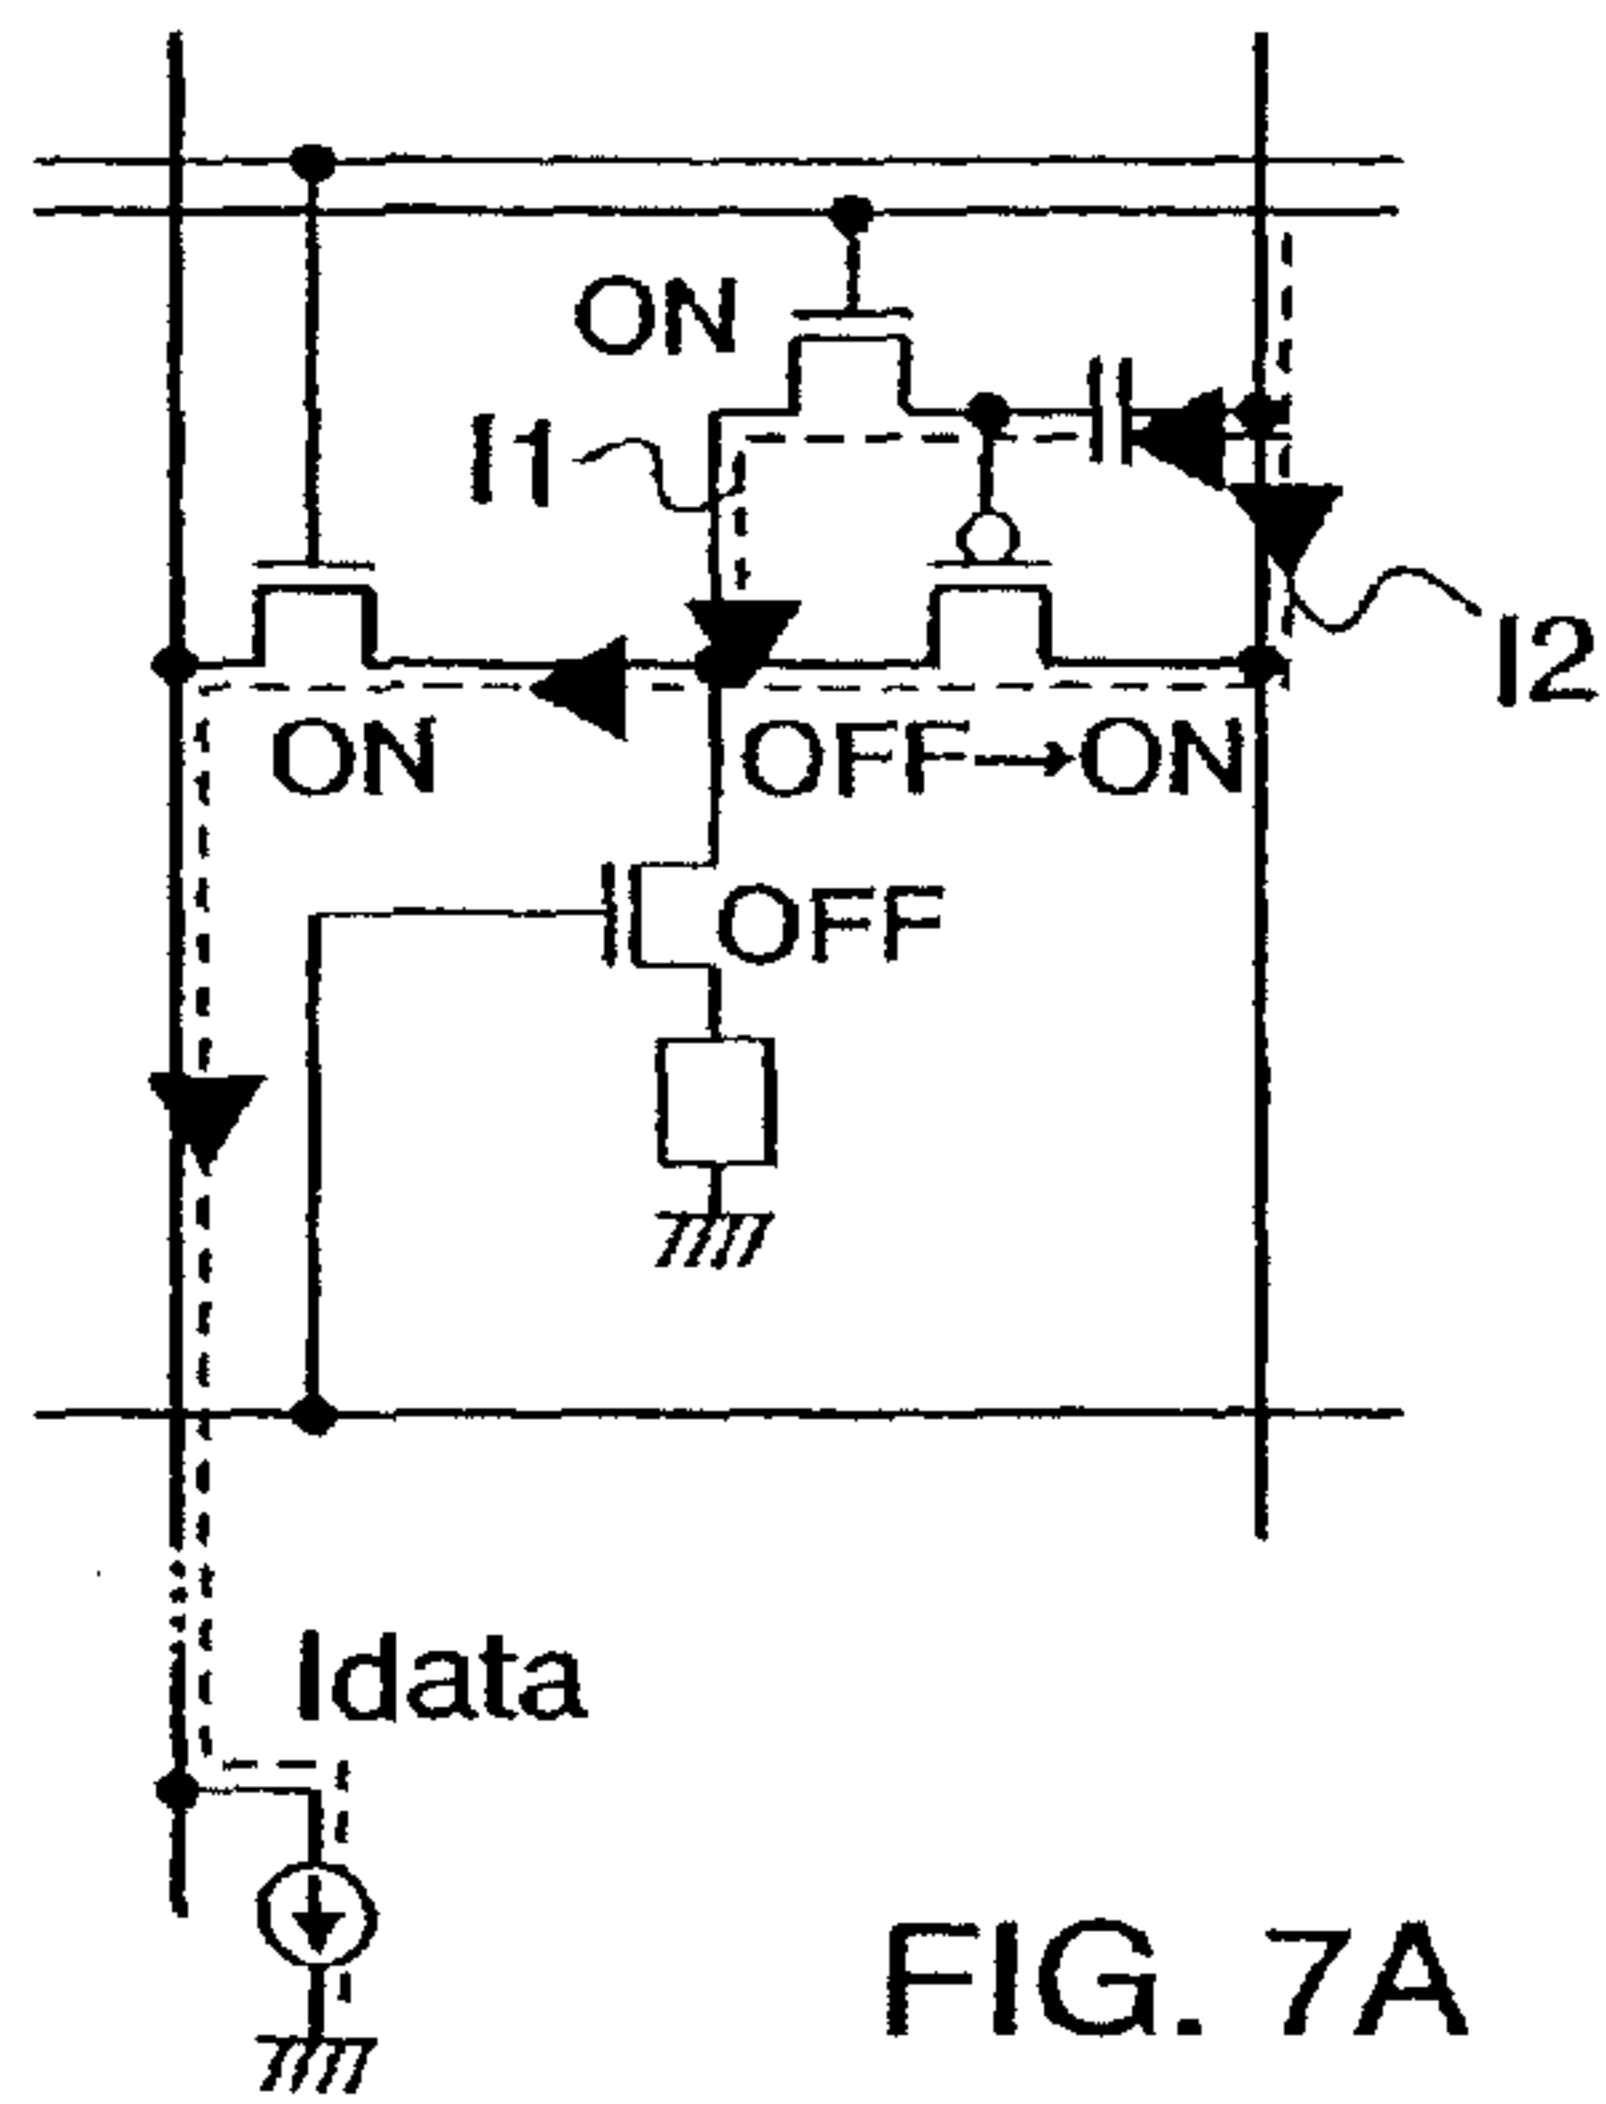 ON
I1
I2
ON
OFF→ON
OFF
Idata
FIG. 7A